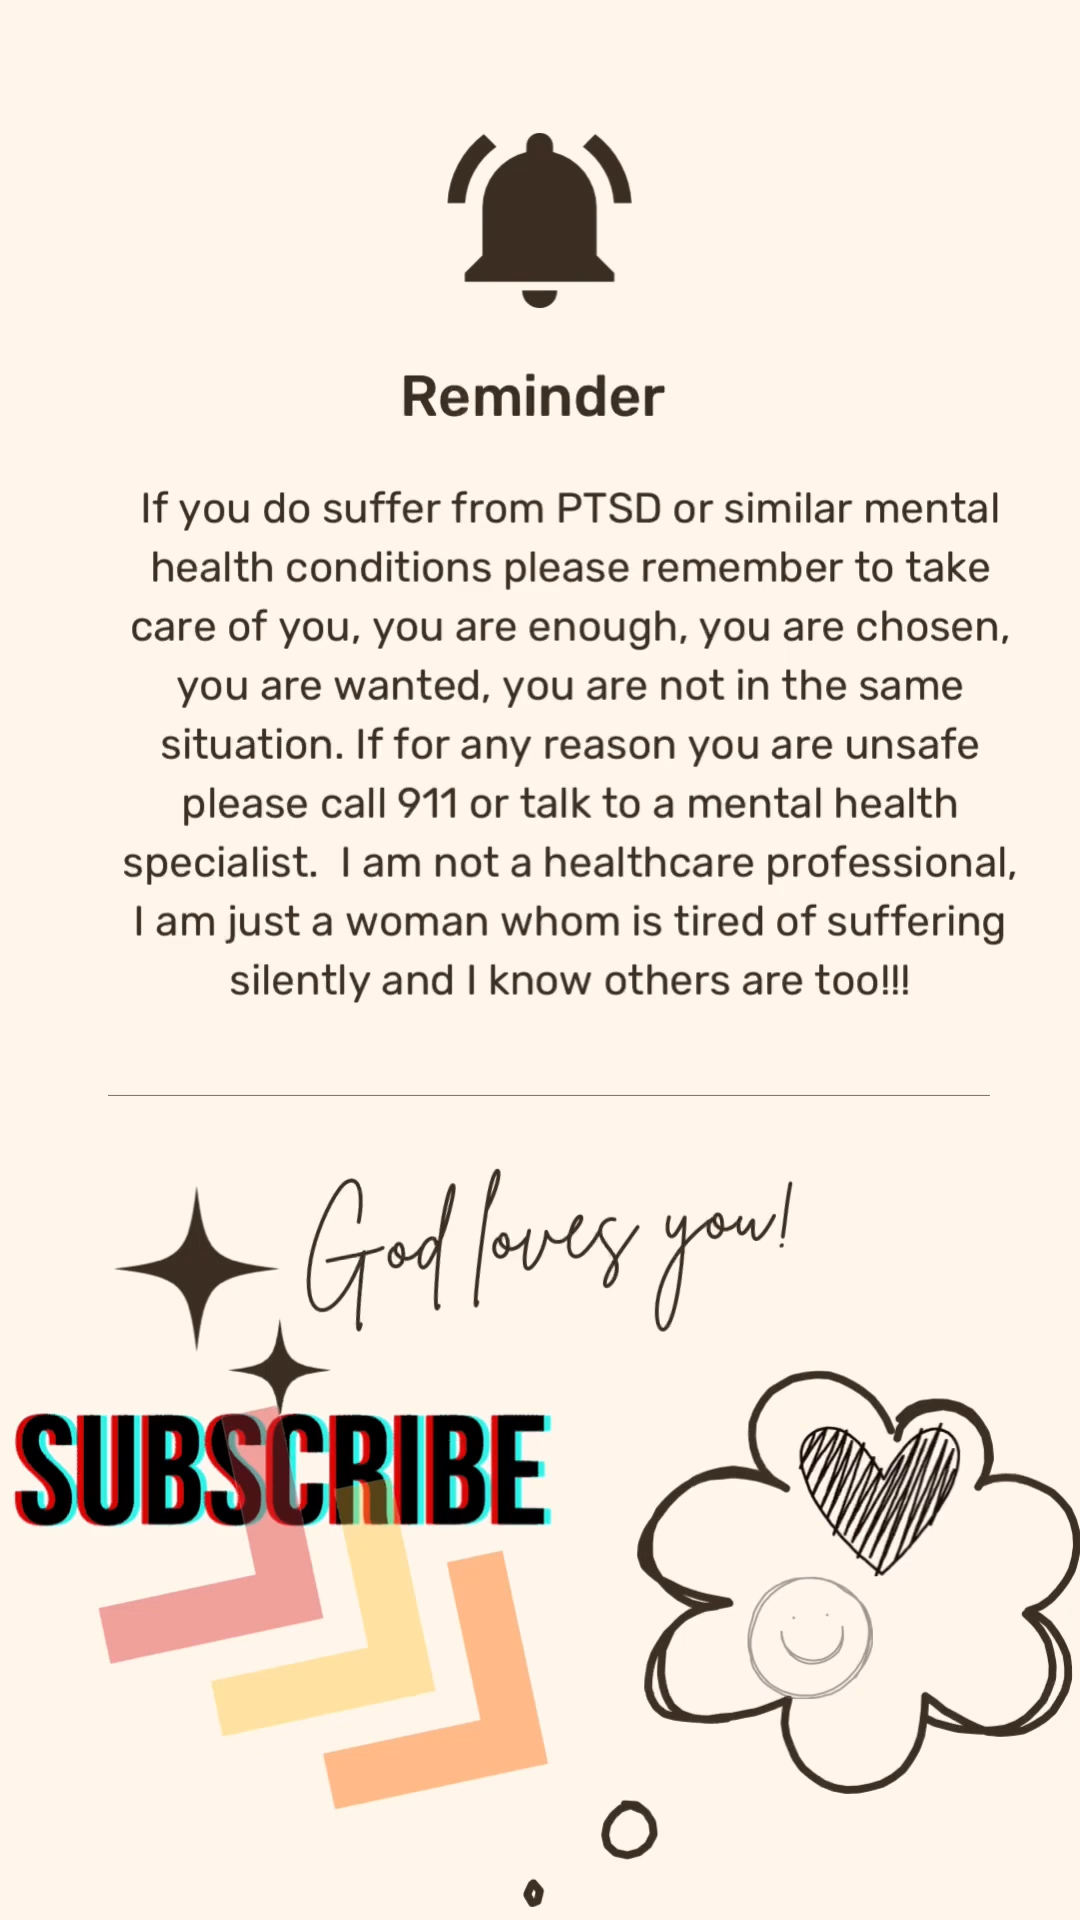 Reminder
If you do suffer from PTSD or similar mental
health conditions please remember to take
care of you, you are enough, you are chosen,
you are wanted, you are not in the same
situation. If for any reason you are unsafe
please call 911 or talk to a mental health
specialist.  I am not a healthcare professional,
I am just a woman whom is tired of suffering
silently and I know others are too!!!
God loves you!
SUBSCRIBE